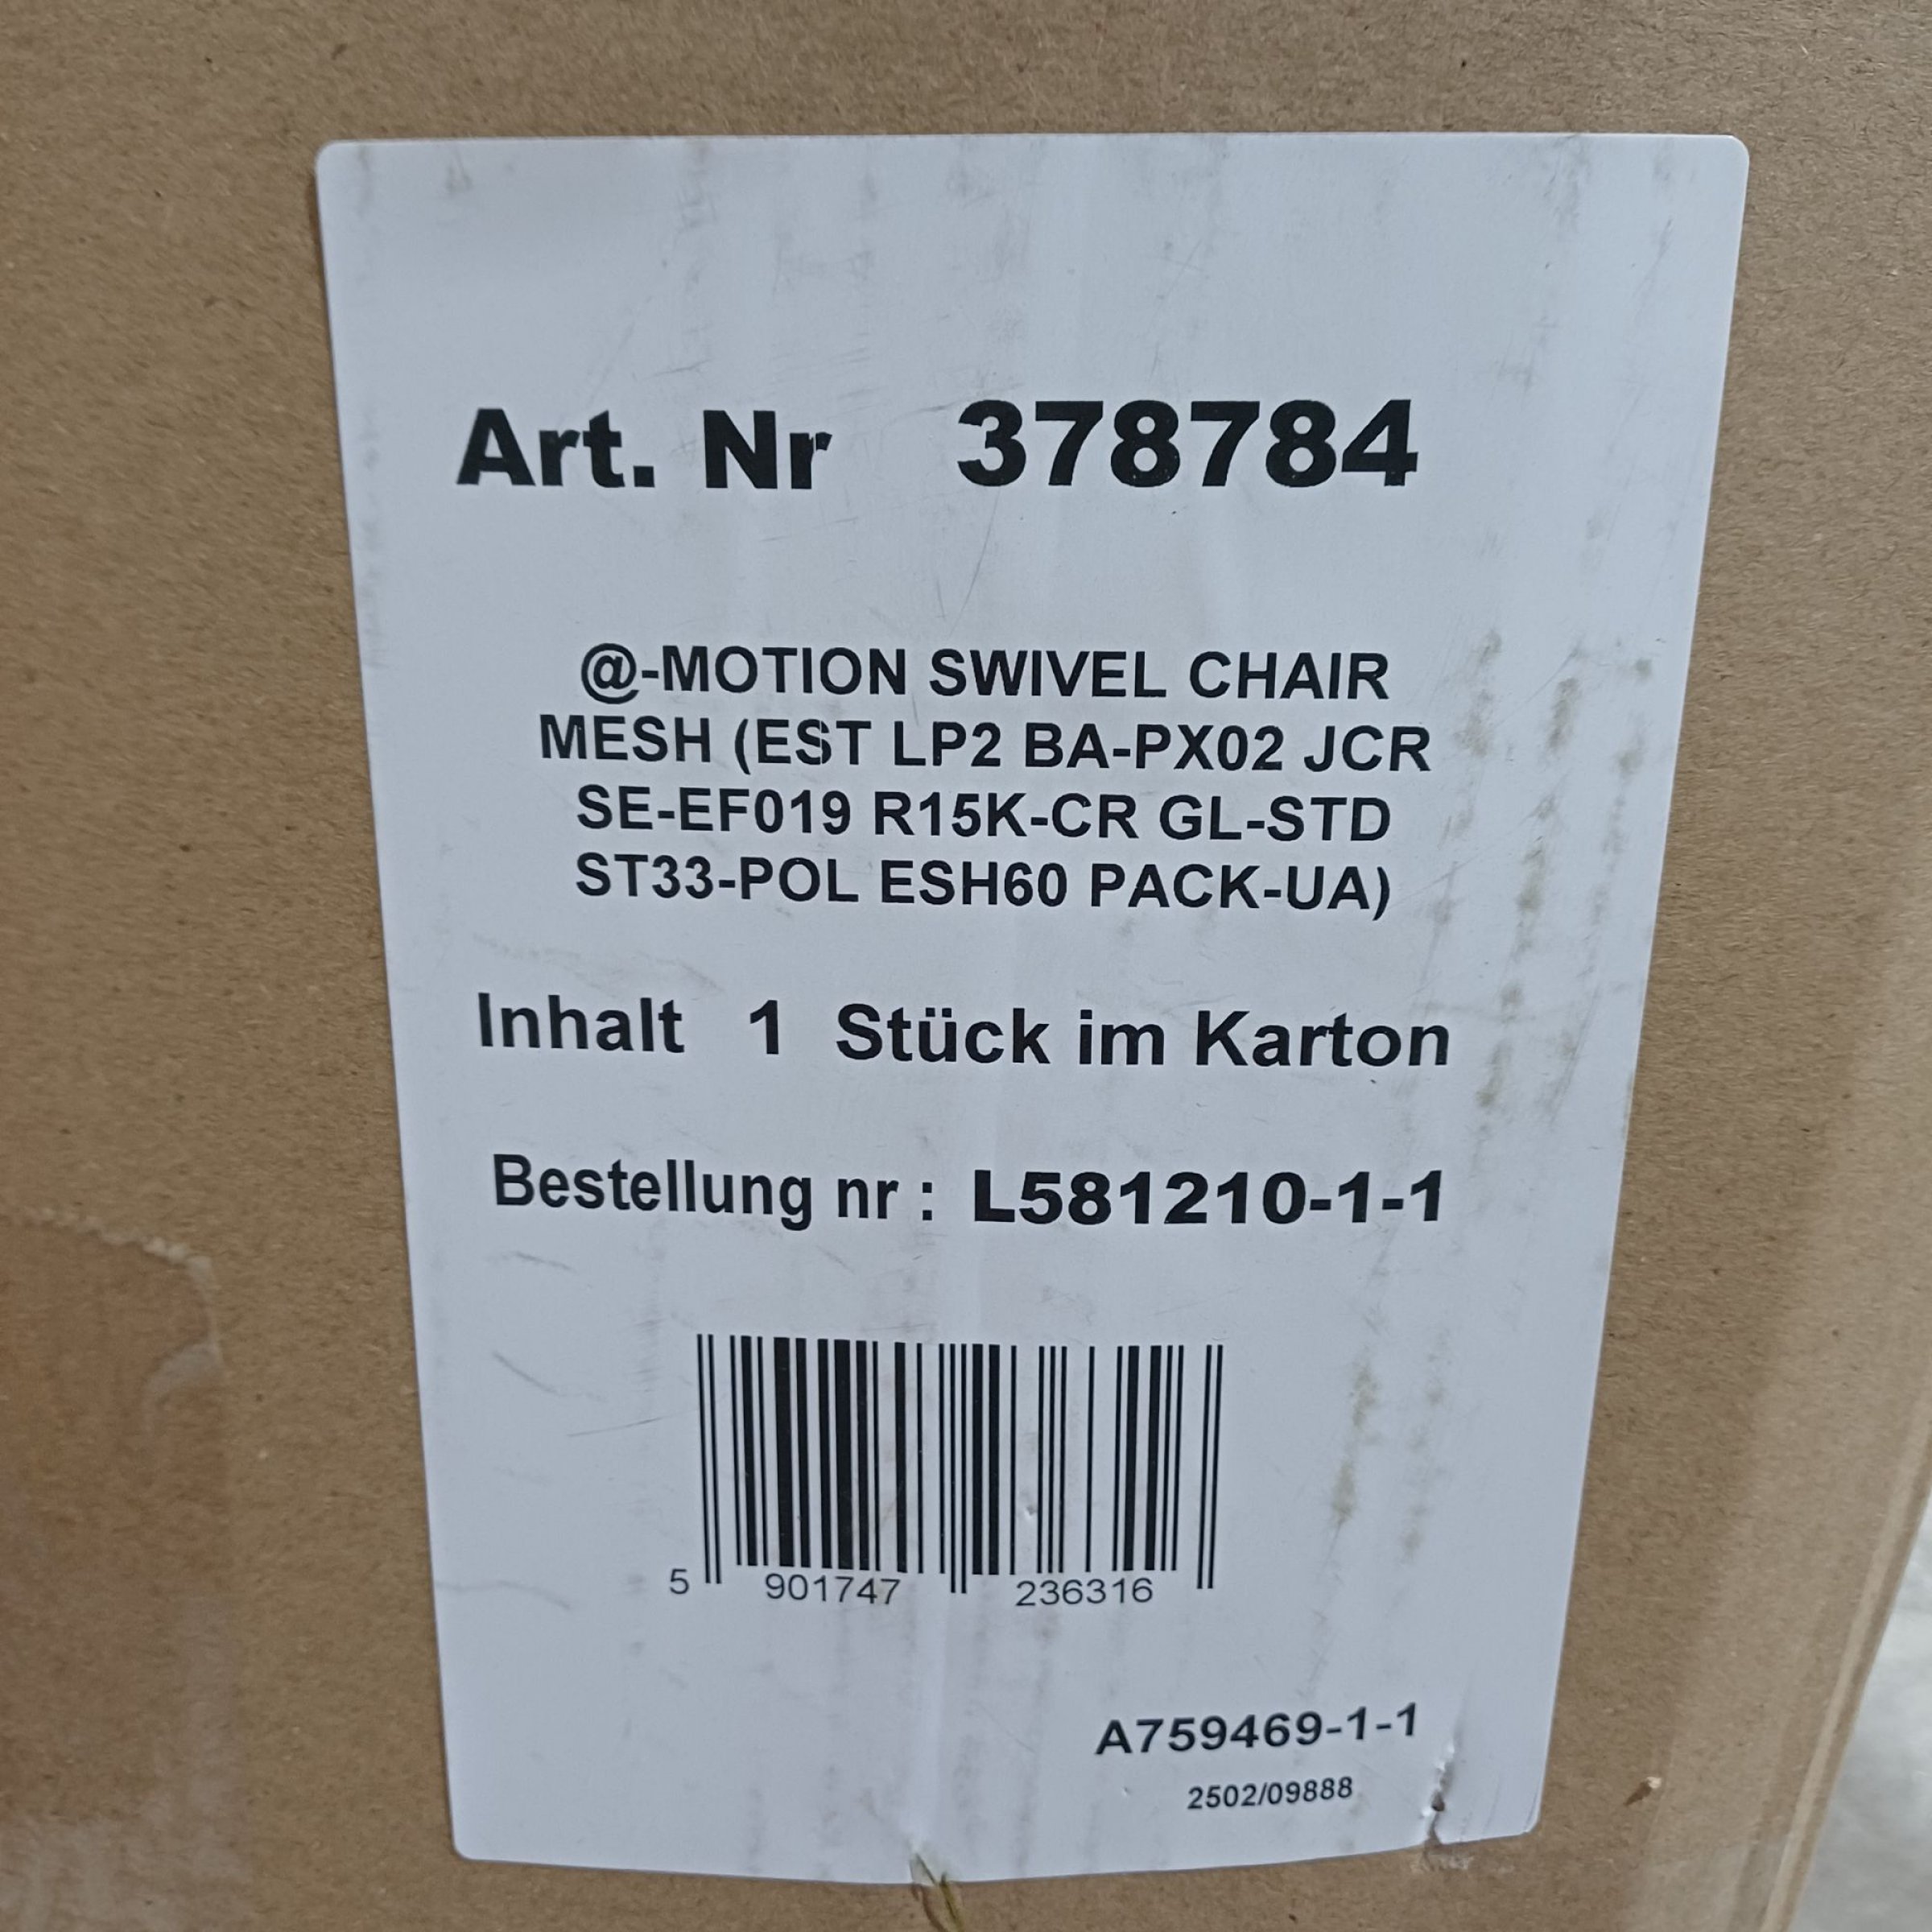 Art. Nr 378784
@-MOTION SWIVEL CHAIR
MESH (EST LP2 BA-PX02 JCR
SE-EF019 R15K-CR GL-STD
ST33-POL ESH60 PACK-UA)
Inhalt 1 Stück im Karton
Bestellung nr : L581210-1-1
5 901747 236316
A759469-1-1
2502/09888